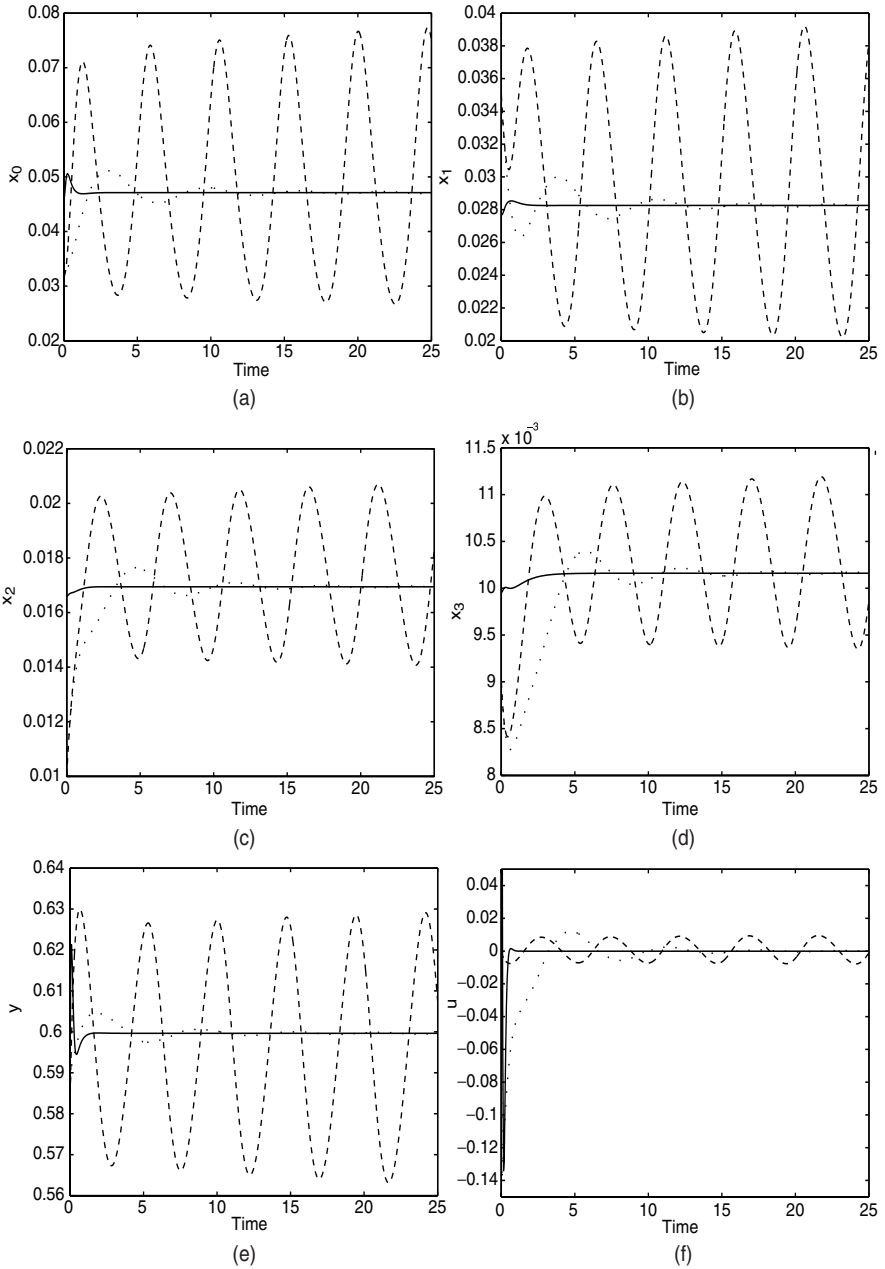 0.08
0.07
0.06
0.05
0.04
0.03
0.02
x0
0 5 10 15 20 25
Time
(a)
0.04
0.038
0.036
0.034
0.032
0.03
0.028
0.026
0.024
0.022
0.02
x1
0 5 10 15 20 25
Time
(b)
0.022
0.02
0.018
0.016
0.014
0.012
0.01
x2
0 5 10 15 20 25
Time
(c)
x 10−3
11.5
11
10.5
10
9.5
9
8.5
8
x3
0 5 10 15 20 25
Time
(d)
0.64
0.63
0.62
0.61
0.6
0.59
0.58
0.57
0.56
y
0 5 10 15 20 25
Time
(e)
0.04
0.02
0
−0.02
−0.04
−0.06
−0.08
−0.1
−0.12
−0.14
u
0 5 10 15 20 25
Time
(f)